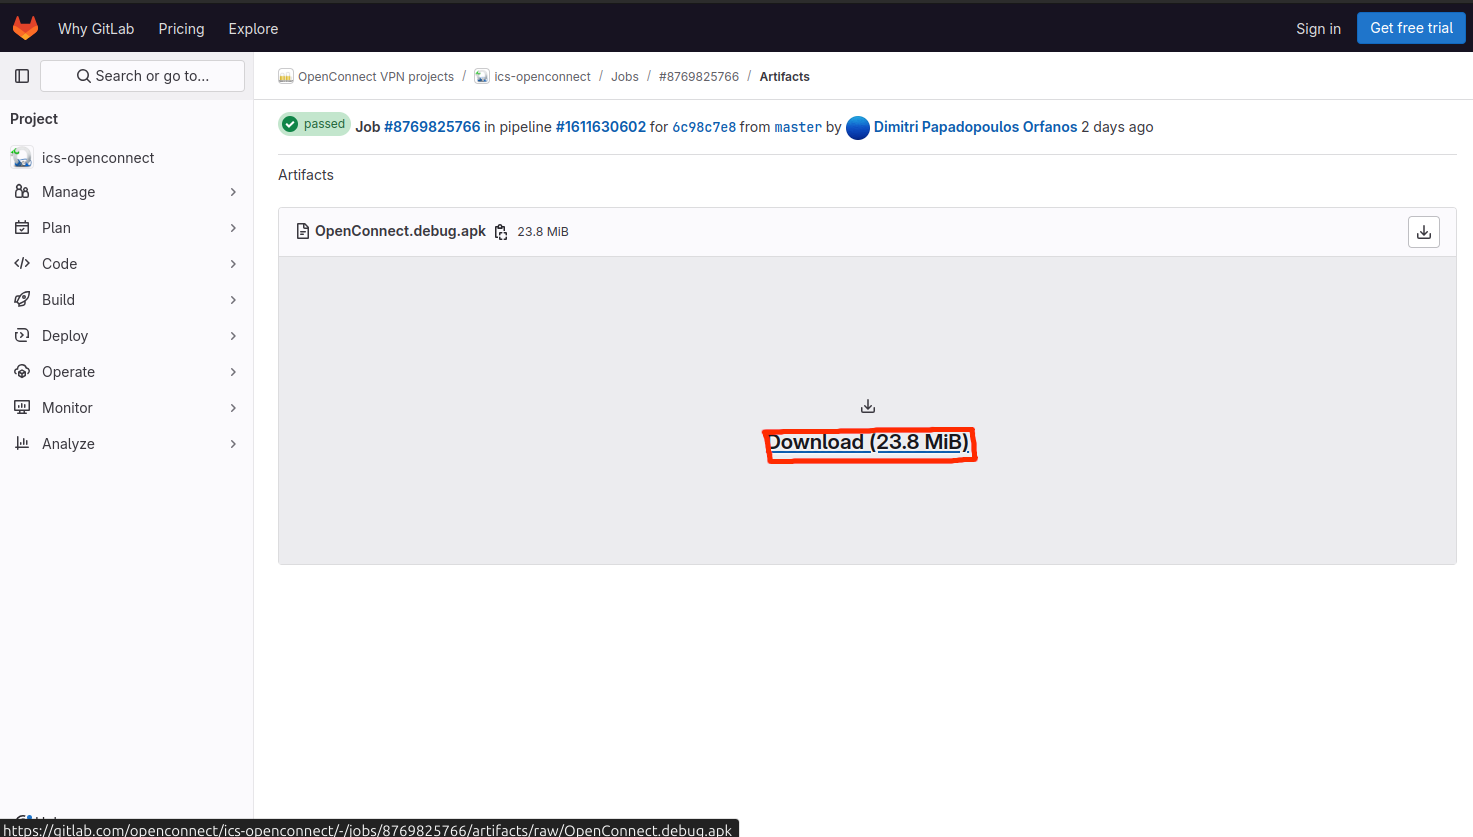 Why GitLab Pricing Explore Sign in Get free trial
Search or go to...
OpenConnect VPN projects / ics-openconnect / Jobs / #8769825766 / Artifacts
Project
ics-openconnect
Manage
Plan
Code
Build
Deploy
Operate
Monitor
Analyze
passed Job #8769825766 in pipeline #1611630602 for 6c98c7e8 from master by Dimitri Papadopoulos Orfanos 2 days ago
Artifacts
OpenConnect.debug.apk 23.8 MiB
Download (23.8 MiB)
https://gitlab.com/openconnect/ics-openconnect/-/jobs/8769825766/artifacts/raw/OpenConnect.debug.apk